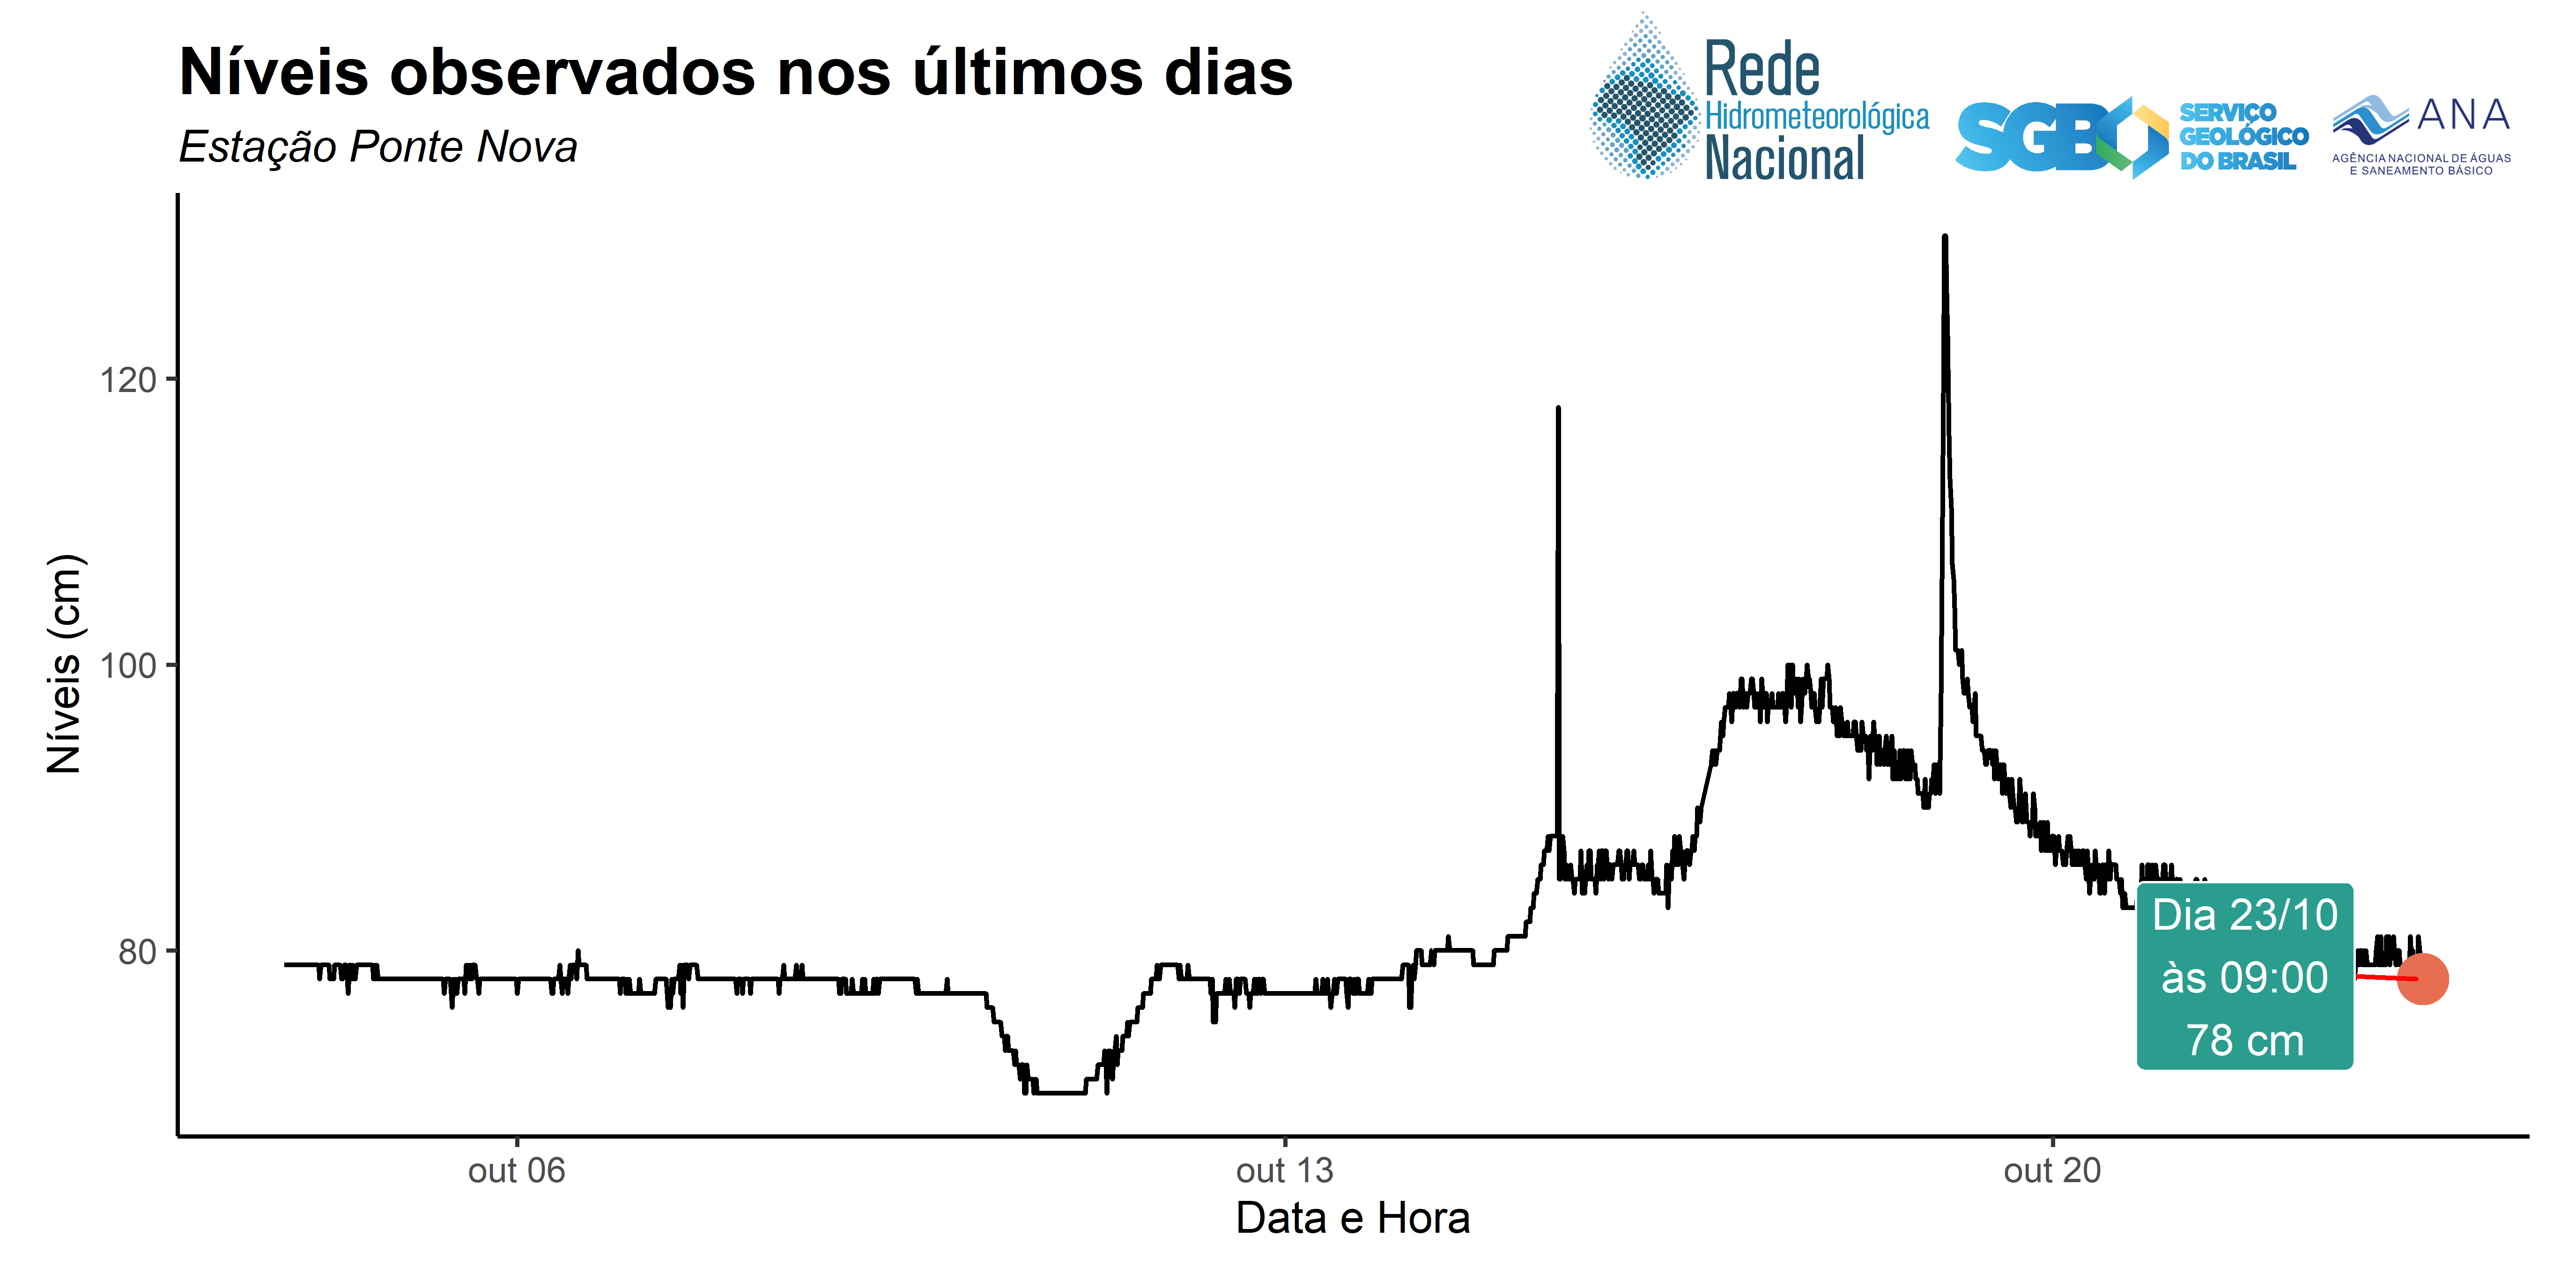 Níveis observados nos últimos dias
Estação Ponte Nova
Rede
Hidrometeorológica
Nacional
SGB
SERVIÇO
GEOLÓGICO
DO BRASIL
ANA
AGÊNCIA NACIONAL DE ÁGUAS
E SANEAMENTO BÁSICO
Níveis (cm)
120
100
80
Dia 23/10
às 09:00
78 cm
out 06
out 13
out 20
Data e Hora